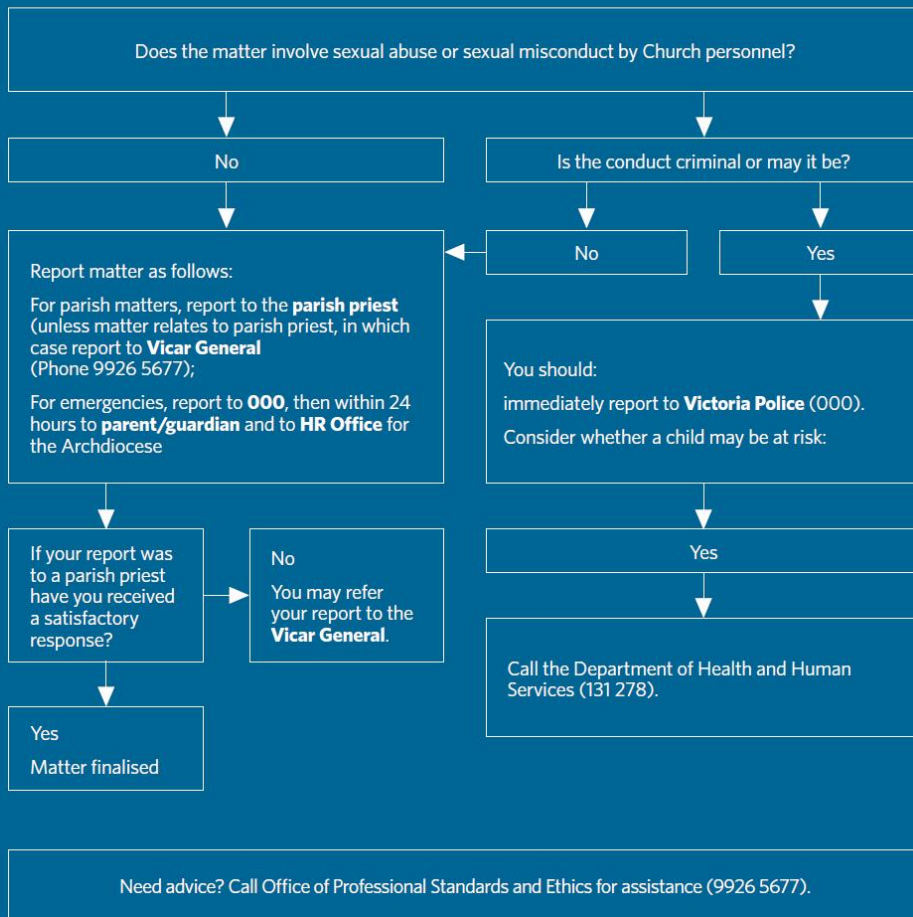 Does the matter involve sexual abuse or sexual misconduct by Church personnel?
No
Is the conduct criminal or may it be?
No
Yes
Report matter as follows:
For parish matters, report to the parish priest
(unless matter relates to parish priest, in which
case report to Vicar General
(Phone 9926 5677);
For emergencies, report to 000, then within 24
hours to parent/guardian and to HR Office for
the Archdiocese
You should:
immediately report to Victoria Police (000).
Consider whether a child may be at risk:
If your report was
to a parish priest
have you received
a satisfactory
response?
No
You may refer
your report to the
Vicar General.
Yes
Call the Department of Health and Human
Services (131 278).
Yes
Matter finalised
Need advice? Call Office of Professional Standards and Ethics for assistance (9926 5677).